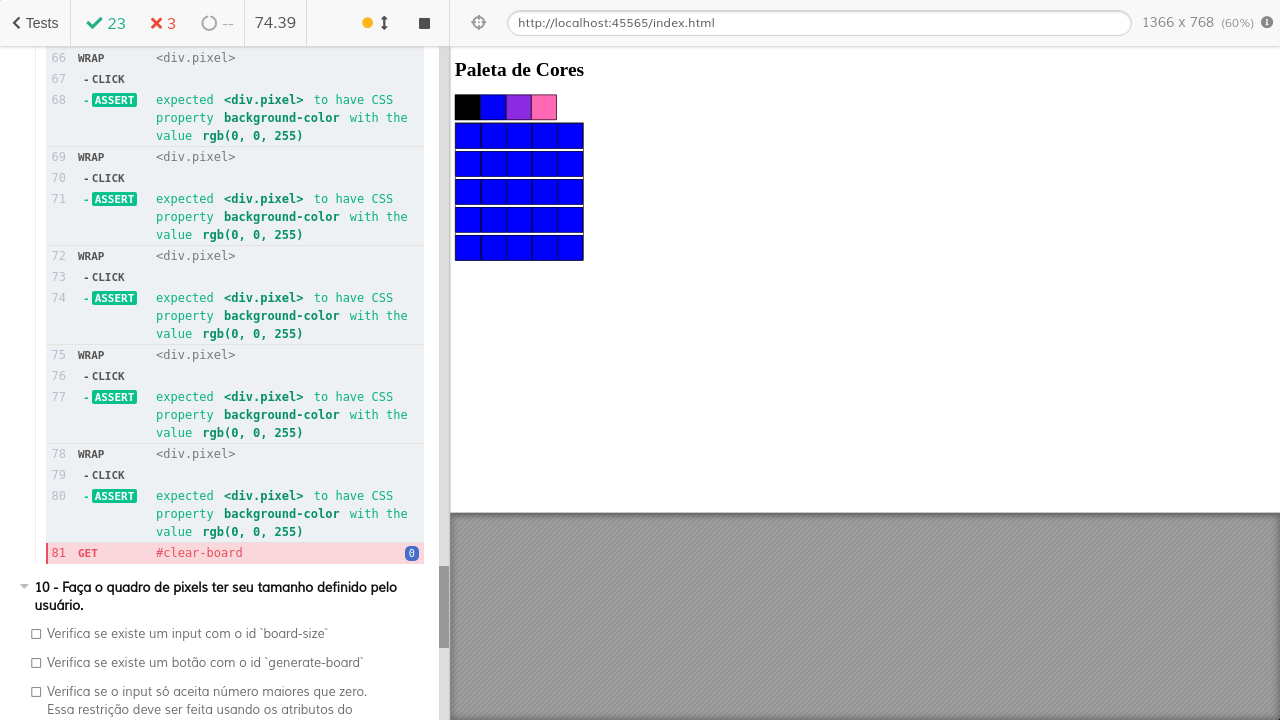 Tests
23
3
--
74.39
http://localhost:45565/index.html
1366 x 768 (60%)
66 WRAP <div.pixel>
67 -CLICK
68 -ASSERT expected <div.pixel> to have CSS
property background-color with the
value rgb(0, 0, 255)
69 WRAP <div.pixel>
70 -CLICK
71 -ASSERT expected <div.pixel> to have CSS
property background-color with the
value rgb(0, 0, 255)
72 WRAP <div.pixel>
73 -CLICK
74 -ASSERT expected <div.pixel> to have CSS
property background-color with the
value rgb(0, 0, 255)
75 WRAP <div.pixel>
76 -CLICK
77 -ASSERT expected <div.pixel> to have CSS
property background-color with the
value rgb(0, 0, 255)
78 WRAP <div.pixel>
79 -CLICK
80 -ASSERT expected <div.pixel> to have CSS
property background-color with the
value rgb(0, 0, 255)
81 GET #clear-board 0
10 - Faça o quadro de pixels ter seu tamanho definido pelo
usuário.
Verifica se existe um input com o id `board-size`
Verifica se existe um botão com o id `generate-board`
Verifica se o input só aceita número maiores que zero.
Essa restrição deve ser feita usando os atributos do
Paleta de Cores